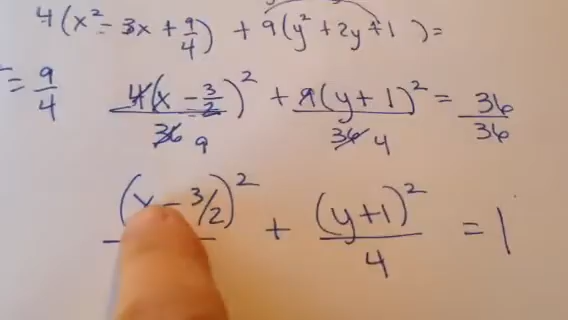 4(x² - 3x + 9/4) + 9(y² + 2y + 1) =
= 9/4
4(x - 3/2)²/36 9 + 9(y + 1)²/36 4 = 36/36
(x - 3/2)² + (y+1)²/4 = 1